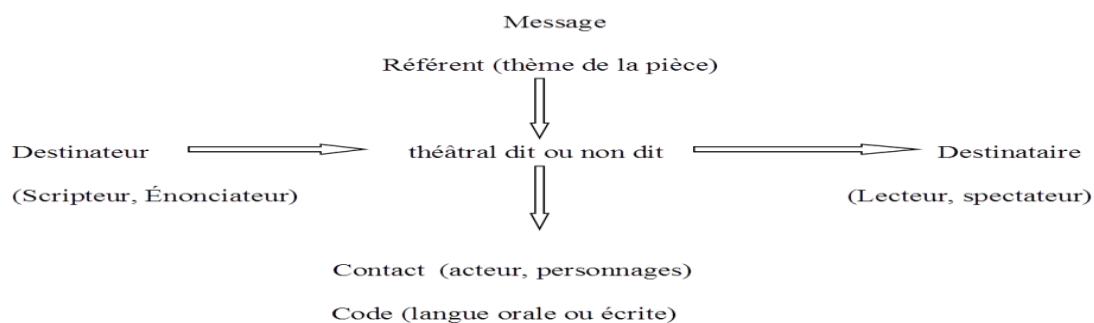 Message
Référent (thème de la pièce)
Destinateur théâtral dit ou non dit Destinataire
(Scripteur, Énonciateur) (Lecteur, spectateur)
Contact (acteur, personnages)
Code (langue orale ou écrite)